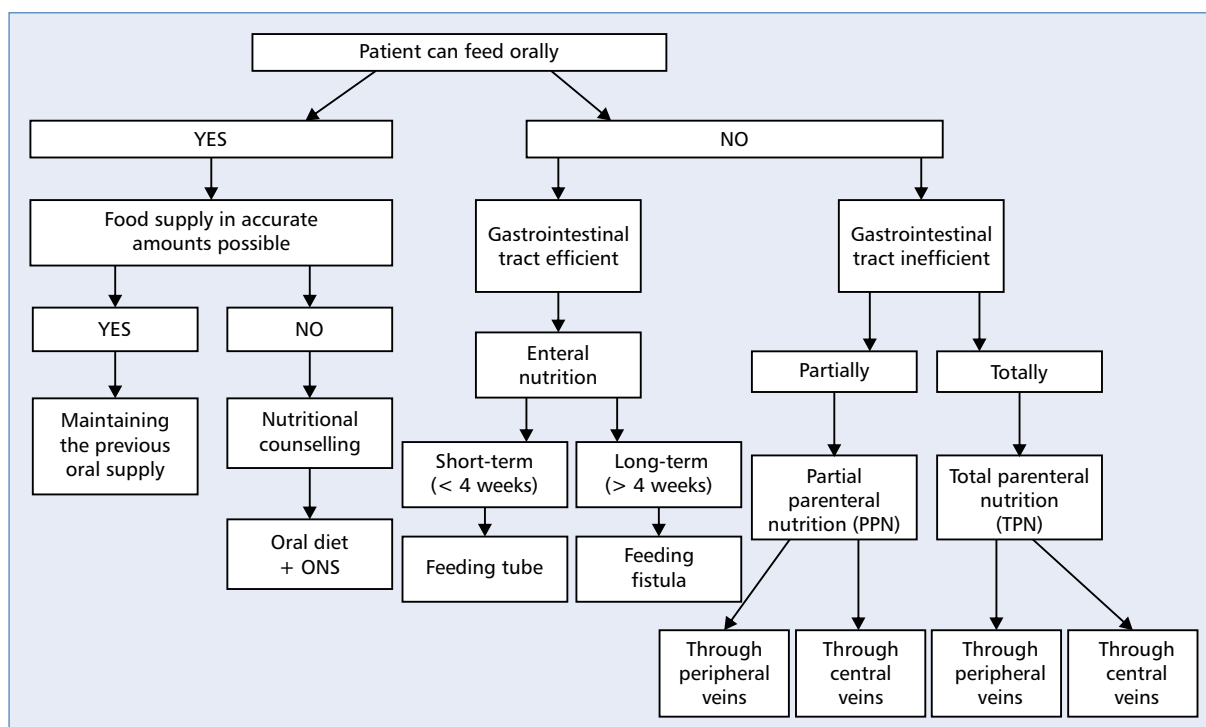 Patient can feed orally
YES
NO
Food supply in accurate
amounts possible
Gastrointestinal
tract efficient
Gastrointestinal
tract inefficient
YES
NO
Enteral
nutrition
Partially
Totally
Maintaining
the previous
oral supply
Nutritional
counselling
Short-term
(< 4 weeks)
Long-term
(> 4 weeks)
Partial
parenteral
nutrition (PPN)
Total parenteral
nutrition
(TPN)
Oral diet
+ ONS
Feeding tube
Feeding
fistula
Through
peripheral
veins
Through
central
veins
Through
peripheral
veins
Through
central
veins